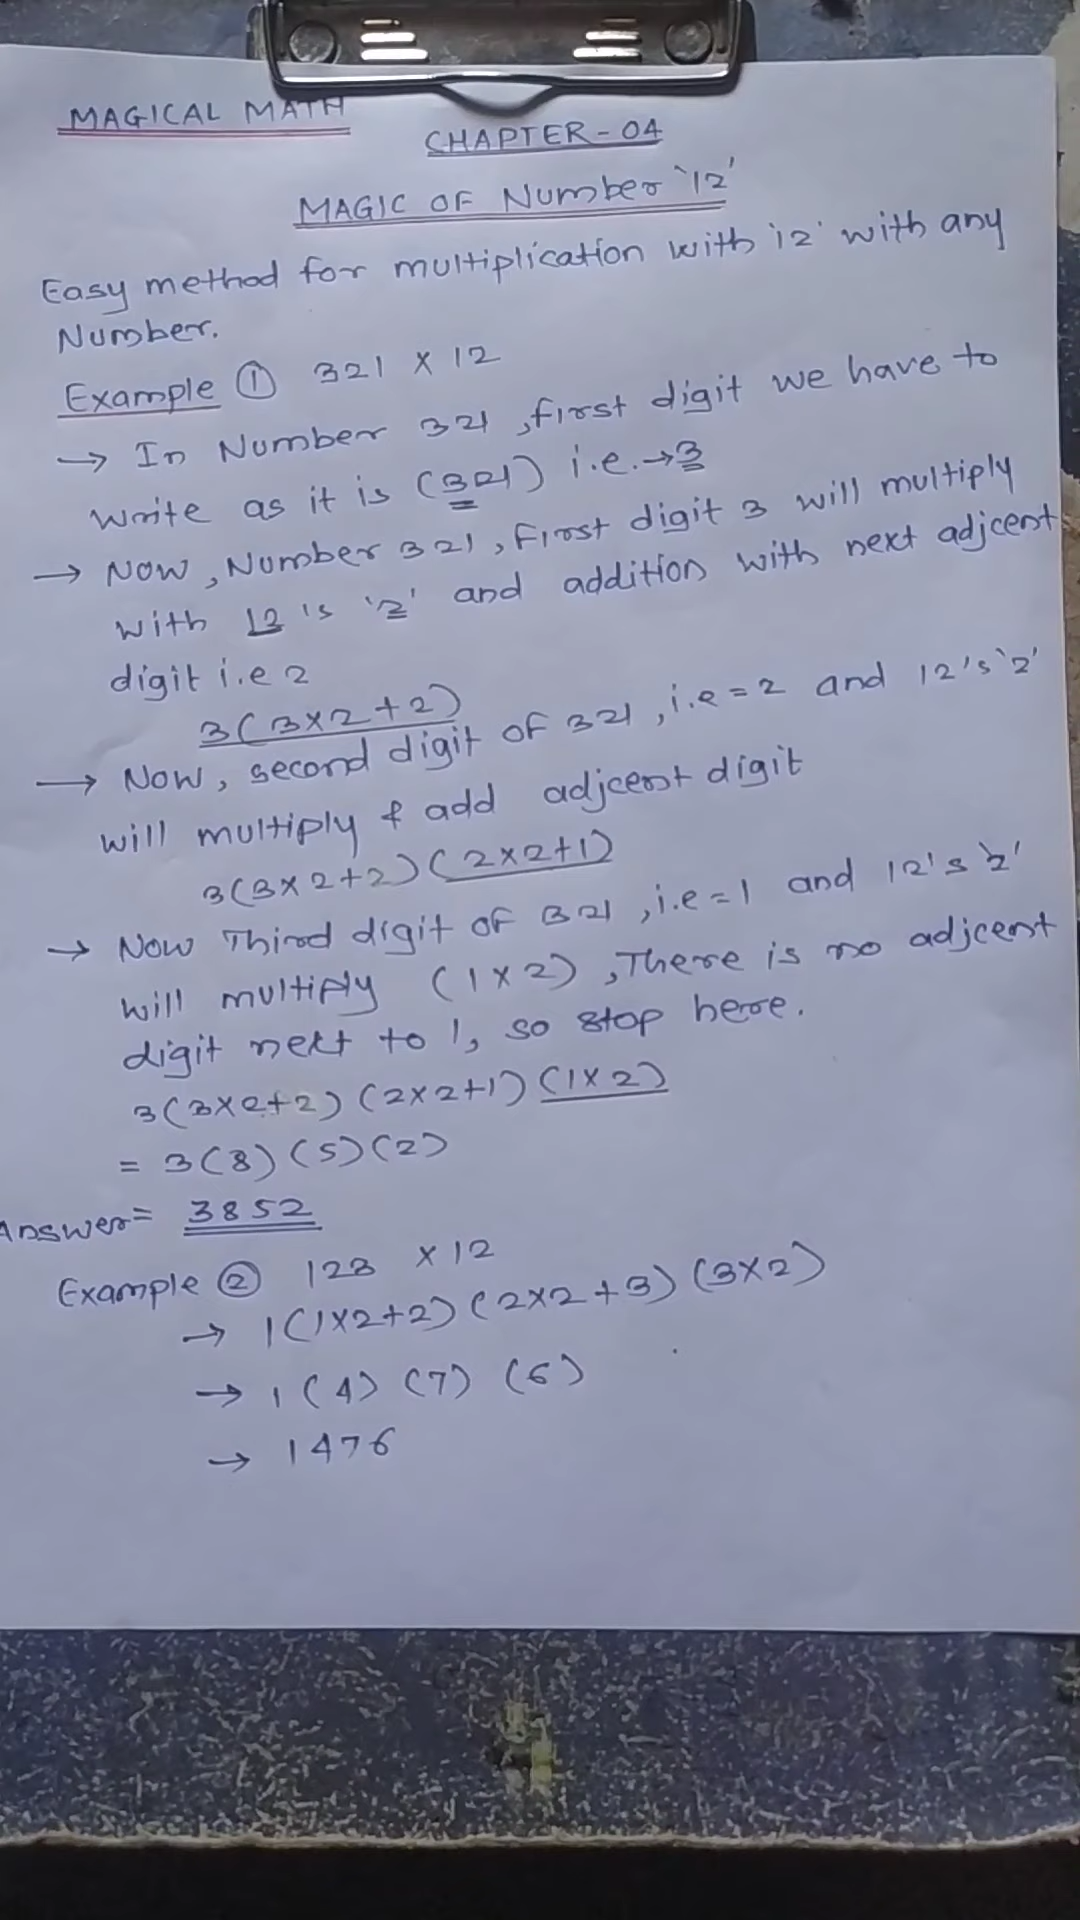 MAGICAL MATH
CHAPTER-04
MAGIC OF Number '12'
Easy method for multiplication with '12' with any
Number.
Example ① 321 x 12
→ In Number 321, first digit we have to
write as it is (321) i.e.→3
→ Now, Number 321, First digit 3 will multiply
with 12's '2' and addition with next adjcent
digit i.e 2
3(3x2+2)
→ Now, second digit of 321, i.e=2 and 12's '2'
will multiply & add adjcent digit
3(3x2+2)(2x2+1)
→ Now Third digit of 321, i.e=1 and 12's '2'
will multiply (1x2), There is no adjcent
digit next to 1, so stop here.
3(3x2+2)(2x2+1)(1x2)
= 3(8)(5)(2)
Answer= 3852
Example ② 123 x 12
→ 1(1x2+2)(2x2+3)(3x2)
→ 1(4)(7)(6)
→ 1476